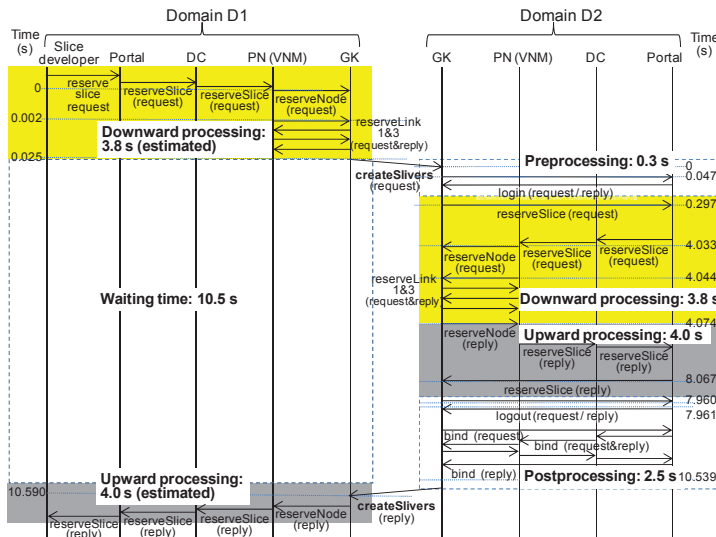 Domain D1
Domain D2
Time
(s)
Slice
developer
Portal
DC
PN (VNM)
GK
GK
PN (VNM)
DC
Portal
Time
(s)
reserve
slice
request
reserveSlice
(request)
reserveSlice
(request)
reserveNode
(request)
0
0.002
0.025
Downward processing:
3.8 s (estimated)
reserveLink
1&3
(request&reply)
createSlivers
(request)
Preprocessing: 0.3 s
0
0.047
login (request / reply)
0.297
reserveSlice (request)
4.033
reserveNode
(request)
reserveSlice
(request)
reserveSlice
(request)
4.044
reserveLink
1&3
(request&reply)
Downward processing: 3.8 s
4.074
Waiting time: 10.5 s
reserveNode
(reply)
Upward processing: 4.0 s
reserveSlice
(reply)
reserveSlice
(reply)
8.067
reserveSlice (reply)
7.960
7.961
logout (request / reply)
bind (request)
bind (request&reply)
bind (reply)
Postprocessing: 2.5 s
10.539
10.590
Upward processing:
4.0 s (estimated)
createSlivers
(reply)
reserveSlice
(reply)
reserveSlice
(reply)
reserveSlice
(reply)
reserveNode
(reply)